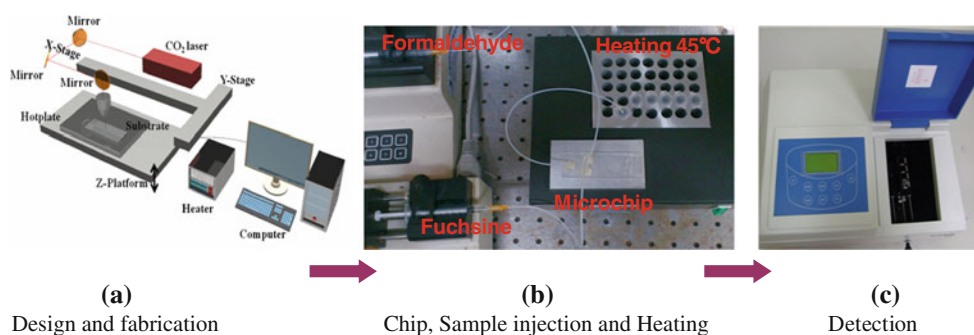 Mirror
CO2 laser
X-Stage
Mirror
Mirror
Y-Stage
Hotplate
Substrate
Z-Platform
Heater
Computer
Formaldehyde
Heating 45°C
Microchip
Fuchsine
(a)
(b)
(c)
Design and fabrication
Chip, Sample injection and Heating
Detection